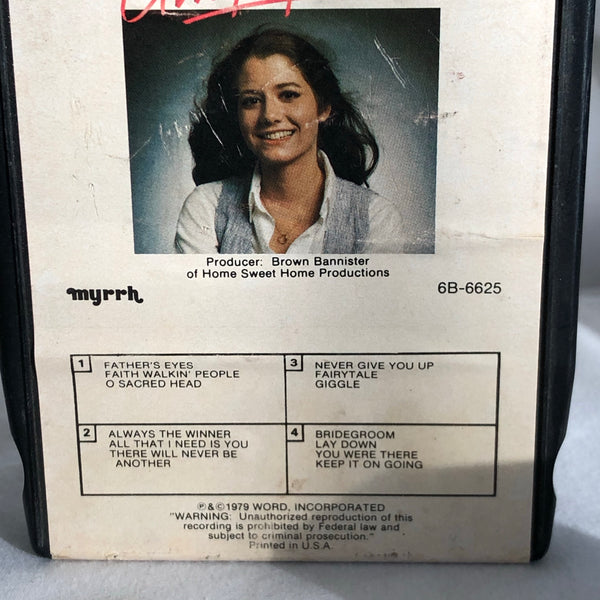 Producer: Brown Bannister
of Home Sweet Home Productions
myrrh
6B-6625
1
FATHER'S EYES
FAITH WALKIN' PEOPLE
O SACRED HEAD
2
ALWAYS THE WINNER
ALL THAT I NEED IS YOU
THERE WILL NEVER BE
ANOTHER
3
NEVER GIVE YOU UP
FAIRYTALE
GIGGLE
4
BRIDEGROOM
LAY DOWN
YOU WERE THERE
KEEP IT ON GOING
℗&©1979 WORD, INCORPORATED
"WARNING: Unauthorized reproduction of this
recording is prohibited by Federal law and
subject to criminal prosecution."
Printed in U.S.A.